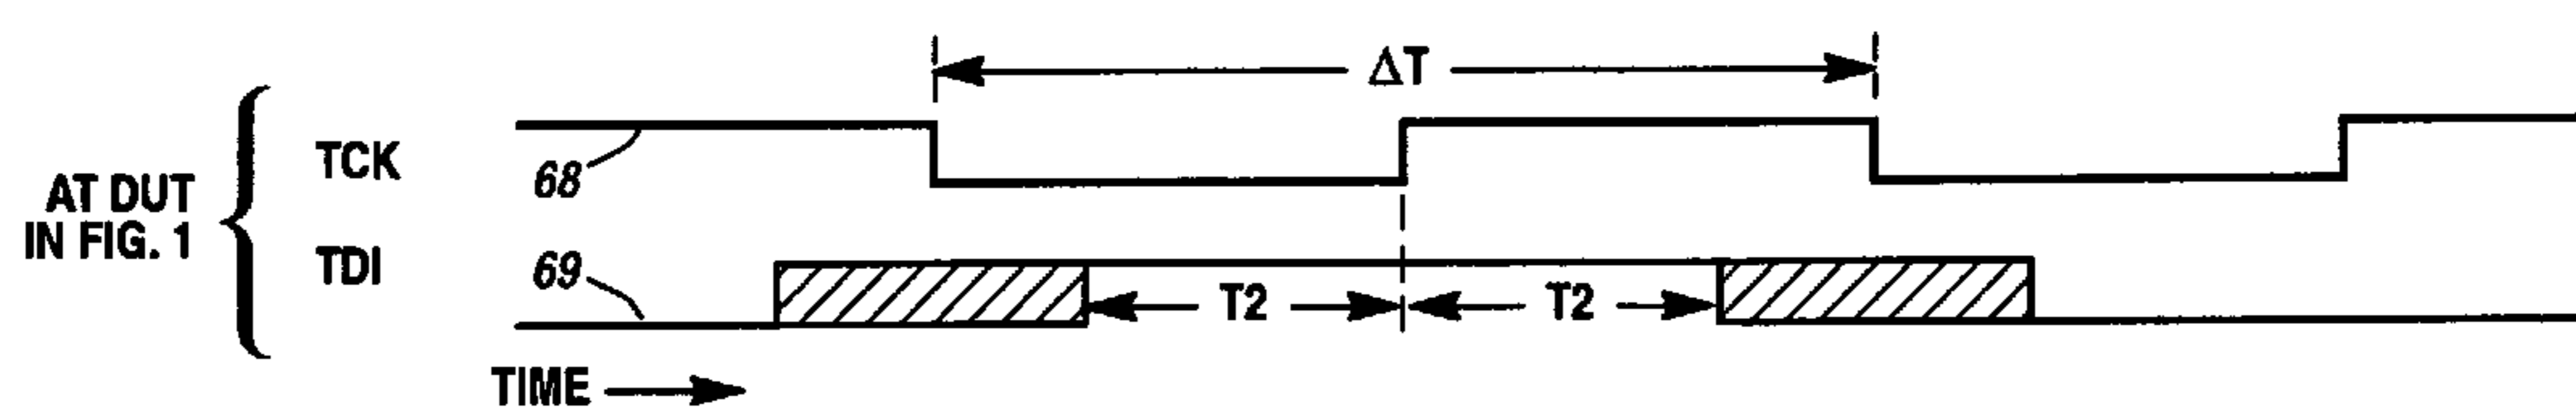 ΔT
AT DUT
IN FIG. 1
TCK
68
TDI
69
T2
T2
TIME